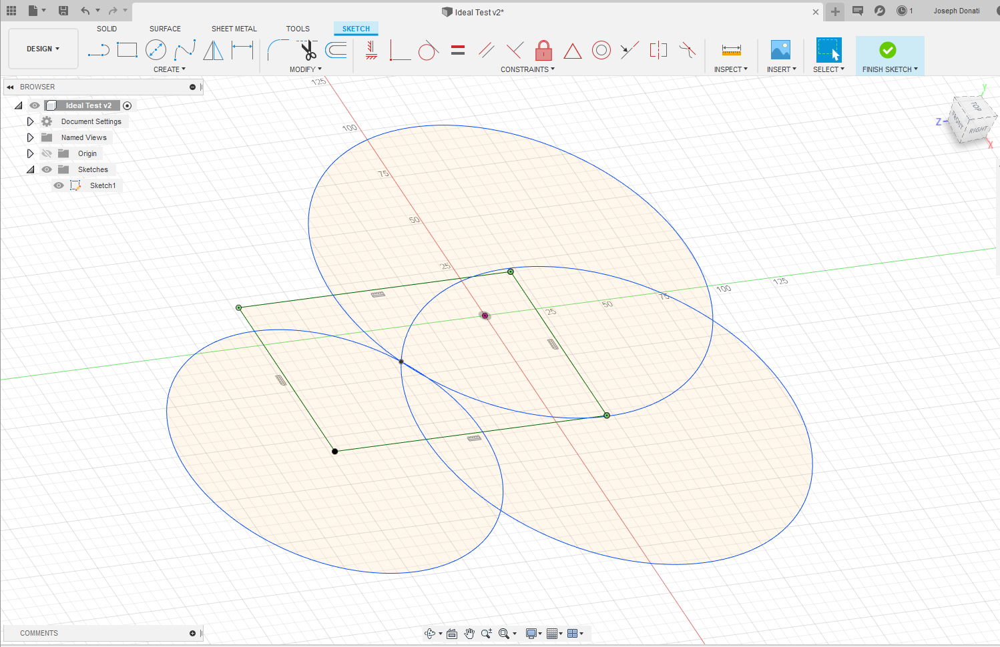 Ideal Test v2*
1
Joseph Donati
DESIGN
SOLID
SURFACE
SHEET METAL
TOOLS
SKETCH
CREATE
MODIFY
CONSTRAINTS
INSPECT
INSERT
SELECT
FINISH SKETCH
BROWSER
Ideal Test v2
Document Settings
Named Views
Origin
Sketches
Sketch1
125
100
75
50
25
25
50
75
100
125
Y
Z
X
TOP
FRONT
RIGHT
COMMENTS